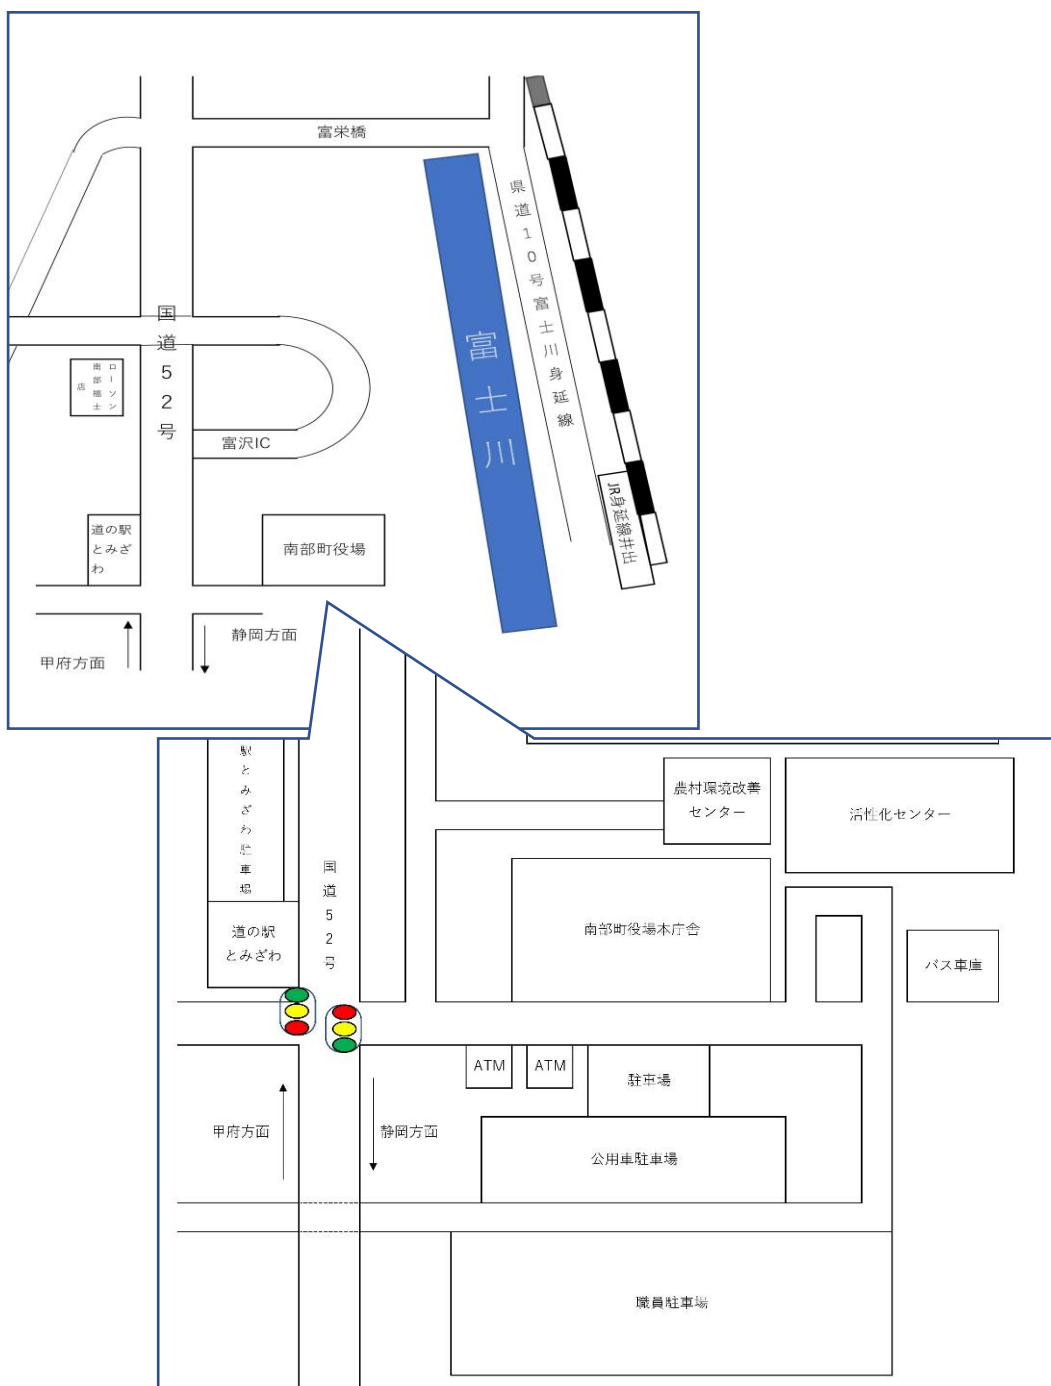 富栄橋
県道10号富士川身延線
国道52号
富士川
ローソン
南部福士
店
富沢IC
JR身延線井出
道の駅
とみざ
わ
南部町役場
静岡方面
甲府方面
駅とみざわ駐車場
農村環境改善
センター
活性化センター
国道52号
南部町役場本庁舎
道の駅
とみざわ
バス車庫
ATM
ATM
駐車場
甲府方面
静岡方面
公用車駐車場
職員駐車場